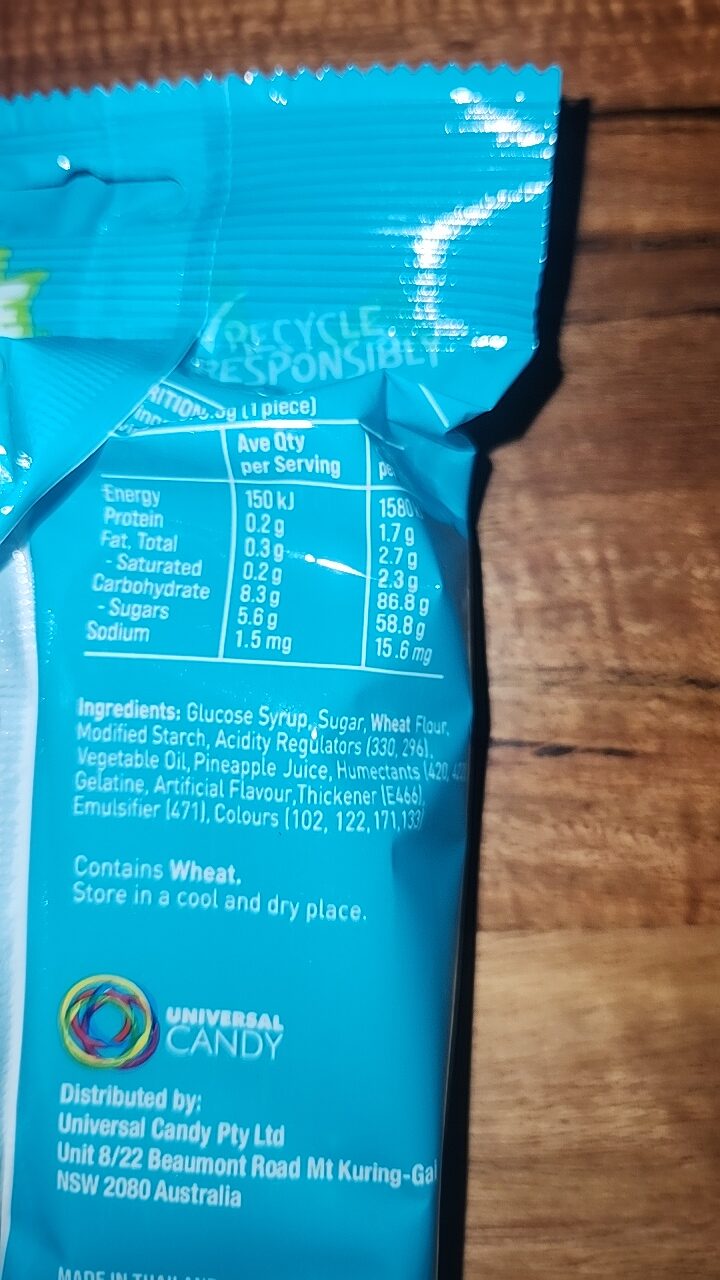 E
RECYCLE
RESPONSIBLY
(1 piece)
Ave Qty
per Serving
Energy 150 kJ 1580
Protein 0.2 g 1.7 g
Fat, Total 0.3 g 2.7 g
- Saturated 0.2 g 2.3 g
Carbohydrate 8.3 g 86.8 g
- Sugars 5.6 g 58.8 g
Sodium 1.5 mg 15.6 mg
Ingredients: Glucose Syrup, Sugar, Wheat Flour,
Modified Starch, Acidity Regulators (330, 296),
Vegetable Oil, Pineapple Juice, Humectants (420,
Gelatine, Artificial Flavour, Thickener (E466),
Emulsifier (471), Colours (102, 122, 171, 133)
Contains Wheat.
Store in a cool and dry place.
UNIVERSAL
CANDY
Distributed by:
Universal Candy Pty Ltd
Unit 8/22 Beaumont Road Mt Kuring-Gai
NSW 2080 Australia
MADE IN THAILAND